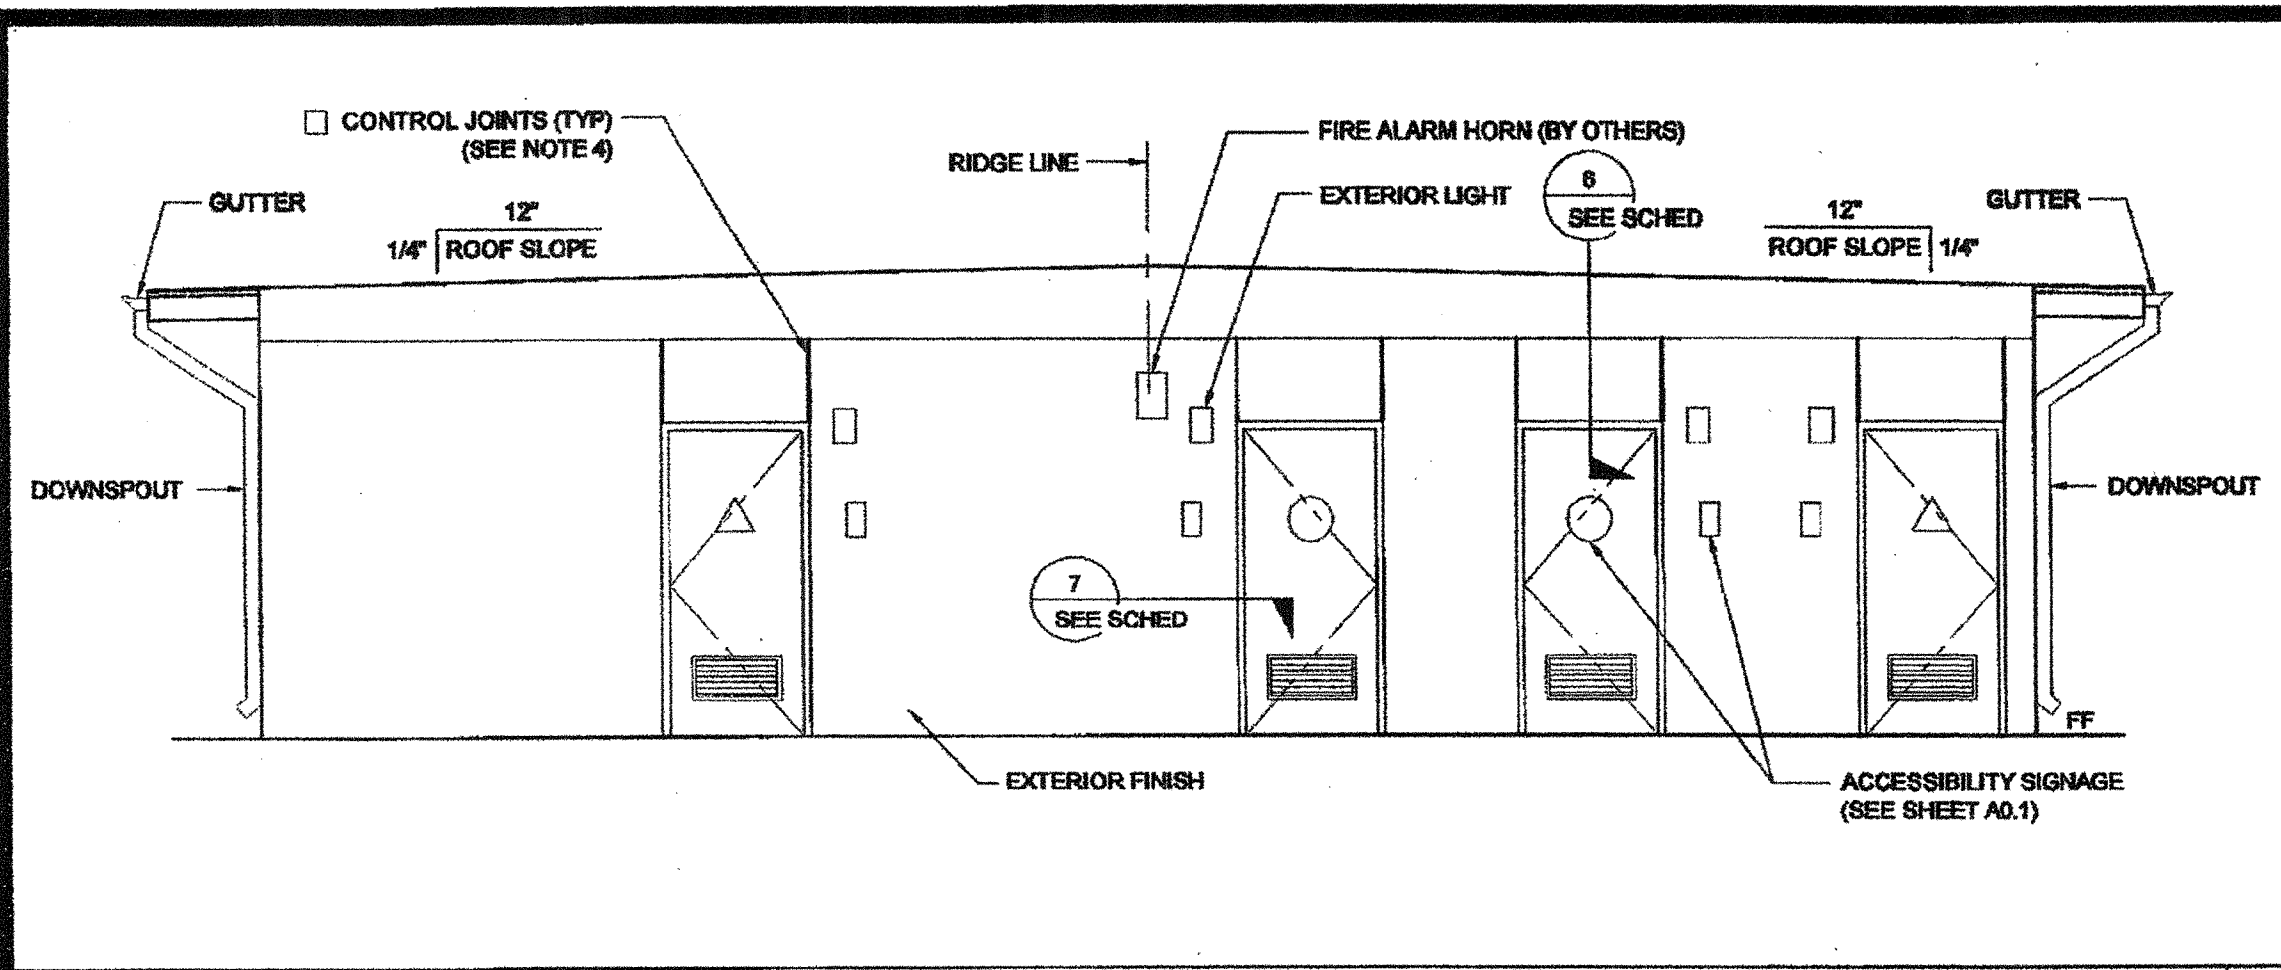 CONTROL JOINTS (TYP)
(SEE NOTE 4)
FIRE ALARM HORN (BY OTHERS)
RIDGE LINE
6
SEE SCHED
EXTERIOR LIGHT
GUTTER
12"
1/4" ROOF SLOPE
12"
ROOF SLOPE 1/4"
GUTTER
DOWNSPOUT
DOWNSPOUT
7
SEE SCHED
FF
EXTERIOR FINISH
ACCESSIBILITY SIGNAGE
(SEE SHEET A0.1)